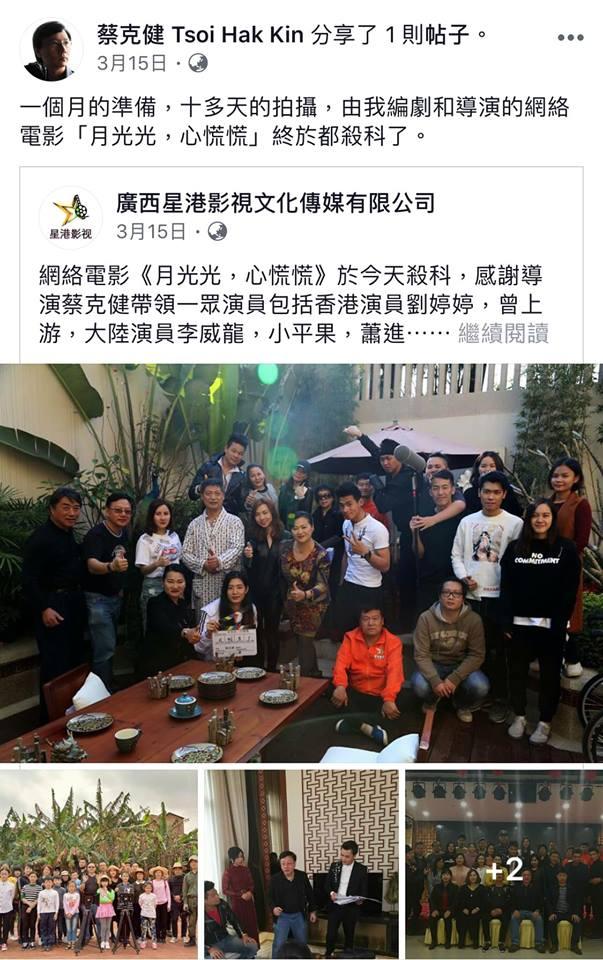 蔡克健 Tsoi Hak Kin 分享了 1 則帖子。
3月15日 ·
一個月的準備，十多天的拍攝，由我編劇和導演的網絡
電影「月光光，心慌慌」終於都殺科了。
星港影視
廣西星港影視文化傳媒有限公司
3月15日 ·
網絡電影《月光光，心慌慌》於今天殺科，感謝導
演蔡克健帶領一眾演員包括香港演員劉婷婷，曾上
游，大陸演員李威龍，小平果，蕭進⋯⋯ 繼續閱讀
NO
COMMITMENT
+2